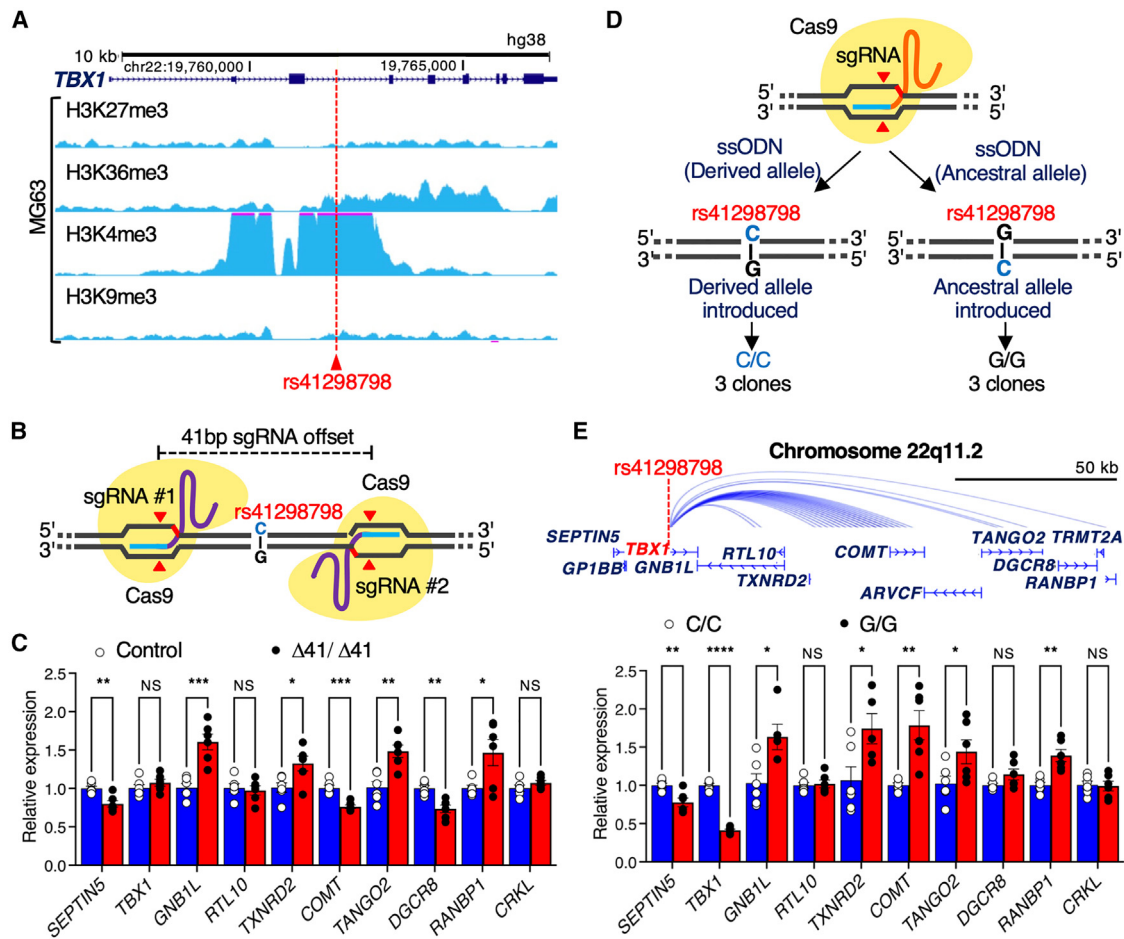 A
10 kb
hg38
chr22:19,760,000
19,765,000
TBX1
MG63
H3K27me3
H3K36me3
H3K4me3
H3K9me3
rs41298798
B
41bp sgRNA offset
sgRNA #1
Cas9
rs41298798
5'
C
3'
3'
G
5'
Cas9
sgRNA #2
C
Control
Δ41/ Δ41
Relative expression
2.5
2.0
1.5
1.0
0.5
0.0
**
NS
***
NS
*
***
**
**
*
NS
SEPTIN5
TBX1
GNB1L
RTL10
TXNRD2
COMT
TANGO2
DGCR8
RANBP1
CRKL
D
Cas9
sgRNA
5'
3'
3'
5'
ssODN
(Derived allele)
ssODN
(Ancestral allele)
rs41298798
rs41298798
5'
C
3'
3'
G
5'
5'
G
3'
3'
C
5'
Derived allele
introduced
Ancestral allele
introduced
C/C
3 clones
G/G
3 clones
E
Chromosome 22q11.2
rs41298798
50 kb
SEPTIN5
TBX1
RTL10
COMT
TANGO2
TRMT2A
GP1BB
GNB1L
TXNRD2
DGCR8
RANBP1
ARVCF
C/C
G/G
Relative expression
2.5
2.0
1.5
1.0
0.5
0.0
**
****
*
NS
*
**
*
NS
**
NS
SEPTIN5
TBX1
GNB1L
RTL10
TXNRD2
COMT
TANGO2
DGCR8
RANBP1
CRKL